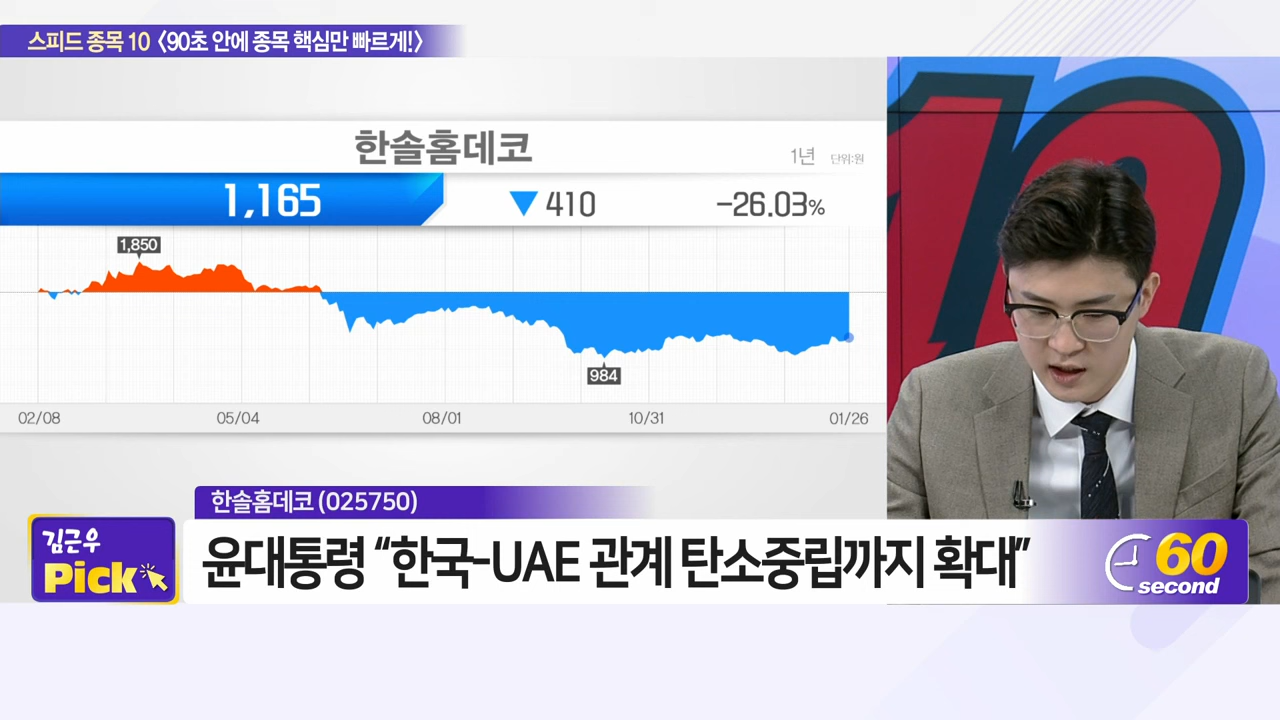 스피드 종목 10 〈90초 안에 종목 핵심만 빠르게!〉
한솔홈데코
1년 단위:원
1,165 ▼ 410 -26.03%
1,850
984
02/08 05/04 08/01 10/31 01/26
10
한솔홈데코 (025750)
김근우
Pick
윤대통령 “한국-UAE 관계 탄소중립까지 확대”
60
second